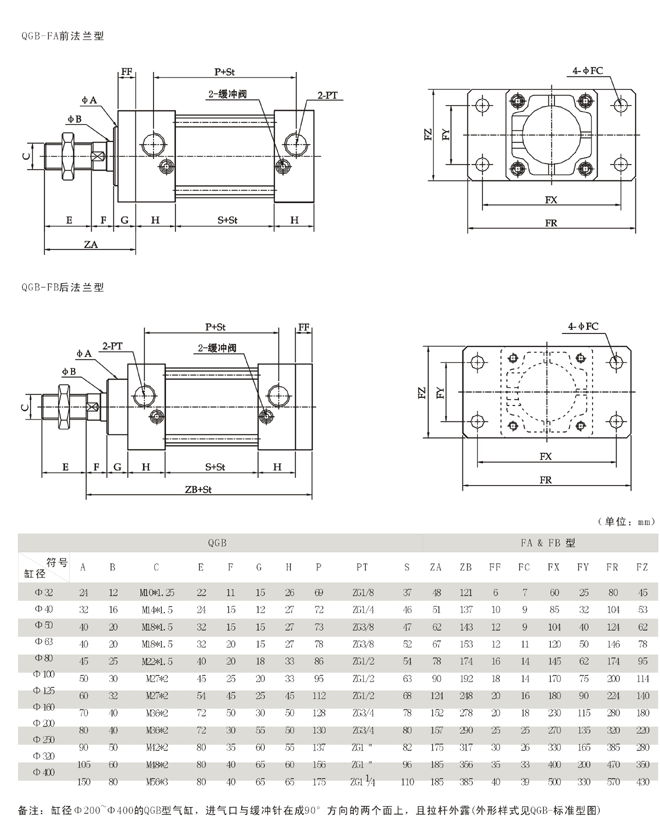 QGB-FA前法兰型
FF
P+St
4-φFC
2-缓冲阀
2-PT
φA
φB
C
FZ
FY
E F G H S+St H
FX
ZA
FR
QGB-FB后法兰型
P+St
FF
2-PT
2-缓冲阀
4-φFC
φA
φB
C
FZ
FY
E F G H S+St H
FX
ZB+St
FR
(单位: mm)
QGB FA & FB 型
符号 A B C E F G H P PT S ZA ZB FF FC FX FY FR FZ
缸径
Φ32 24 12 M10*1.25 22 11 15 26 69 ZG1/8 37 48 121 6 7 60 25 80 45
Φ40 32 16 M14*1.5 24 15 12 27 72 ZG1/4 46 51 137 10 9 85 32 104 53
Φ50 40 20 M18*1.5 32 15 15 27 73 ZG3/8 47 62 143 12 9 104 40 124 62
Φ63 40 20 M18*1.5 32 20 15 27 78 ZG3/8 52 67 153 12 11 120 50 146 78
Φ80 45 25 M22*1.5 40 20 18 33 86 ZG1/2 54 78 174 16 14 145 62 174 95
Φ100 50 30 M27*2 45 25 20 33 95 ZG1/2 63 90 192 18 14 170 75 200 114
Φ125 60 32 M27*2 54 45 25 45 112 ZG1/2 68 124 248 20 16 180 90 224 140
Φ160 70 40 M36*2 72 50 30 50 128 ZG3/4 78 152 278 20 18 230 115 280 180
Φ200 80 40 M36*2 72 30 55 50 130 ZG3/4 80 157 290 25 25 270 135 320 220
Φ250 90 50 M42*2 80 35 60 55 137 ZG1″ 82 175 317 30 26 330 165 385 280
Φ320 105 60 M48*2 80 40 65 60 156 ZG1″ 96 185 356 35 33 400 200 470 350
Φ400 150 80 M56*3 80 40 65 65 175 ZG1 1/4 110 185 385 40 39 500 330 570 430
备注: 缸径Φ200~Φ400的QGB型气缸, 进气口与缓冲针在成90° 方向的两个面上, 且拉杆外露(外形样式见QGB-标准型图)